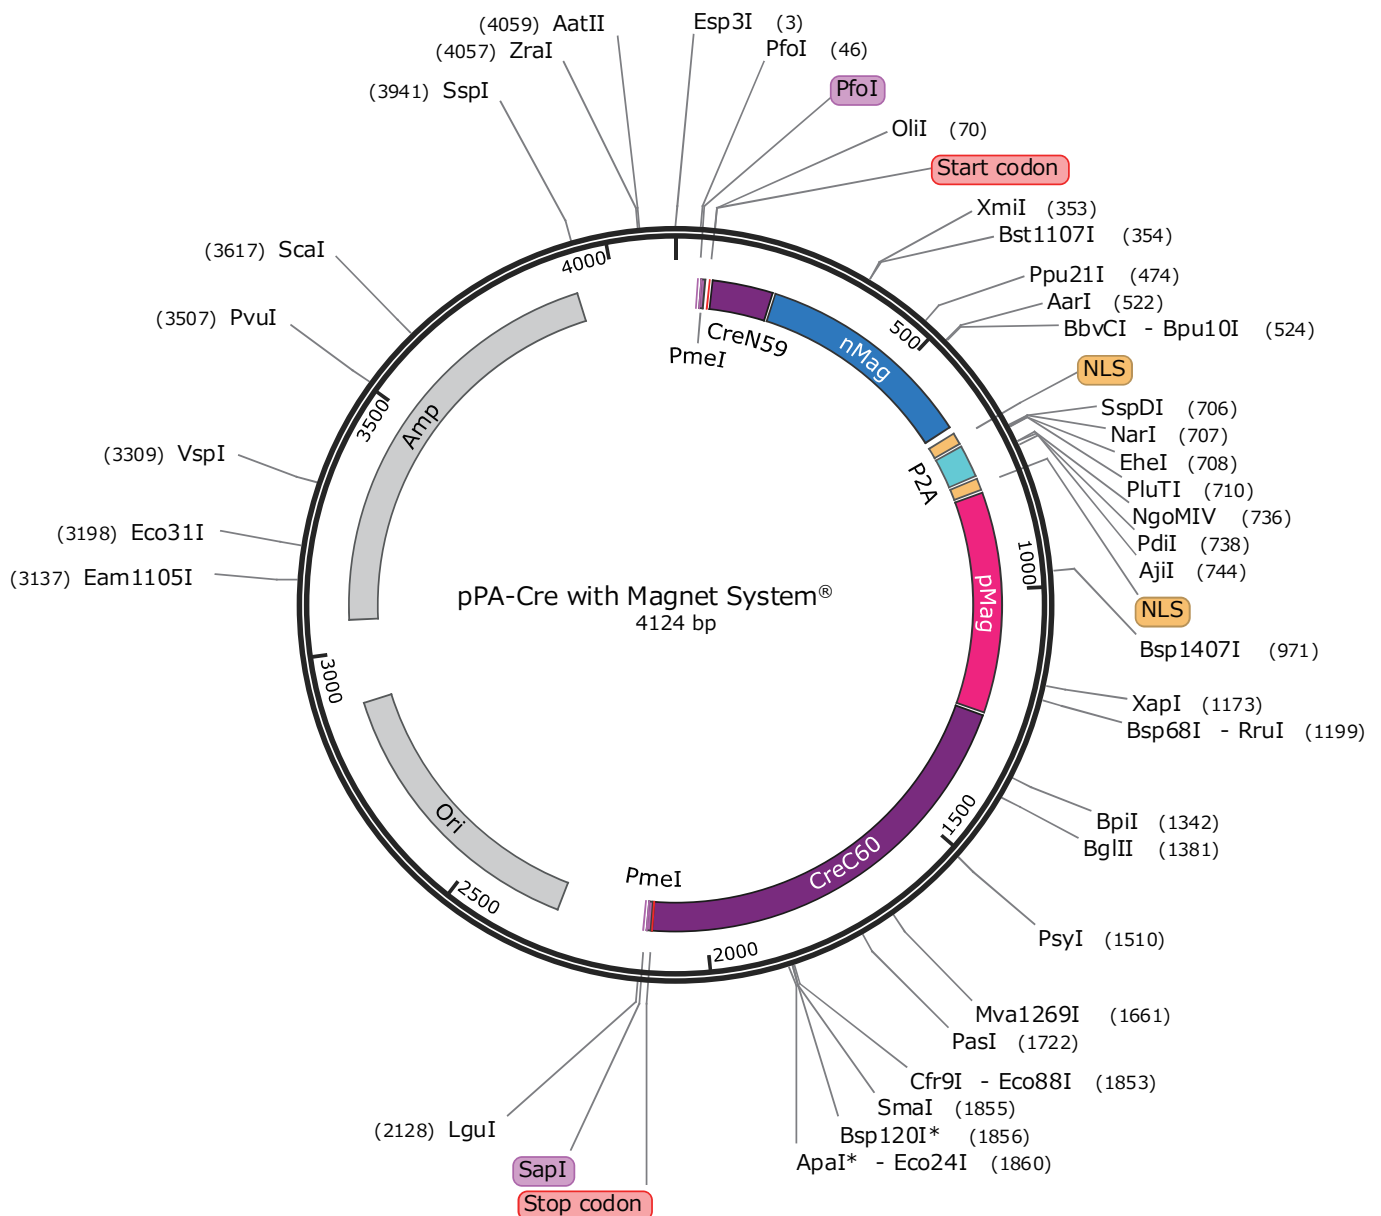 (4059) AatII
Esp3I (3)
(4057) ZraI
PfoI (46)
(3941) SspI
PfoI
OliI (70)
Start codon
XmiI (353)
Bst1107I (354)
(3617) ScaI
Ppu21I (474)
AarI (522)
(3507) PvuI
BbvCI - Bpu10I (524)
NLS
SspDI (706)
NarI (707)
(3309) VspI
EheI (708)
PluTI (710)
NgoMIV (736)
(3198) Eco31I
PdiI (738)
(3137) Eam1105I
AjiI (744)
NLS
Bsp1407I (971)
XapI (1173)
Bsp68I - RruI (1199)
BpiI (1342)
BglII (1381)
PsyI (1510)
Mva1269I (1661)
PasI (1722)
Cfr9I - Eco88I (1853)
SmaI (1855)
(2128) LguI
Bsp120I* (1856)
ApaI* - Eco24I (1860)
SapI
Stop codon
4000
500
3500
1000
3000
1500
2500
2000
PmeI
CreN59
nMag
P2A
pMag
CreC60
PmeI
Ori
Amp
pPA-Cre with Magnet System®
4124 bp